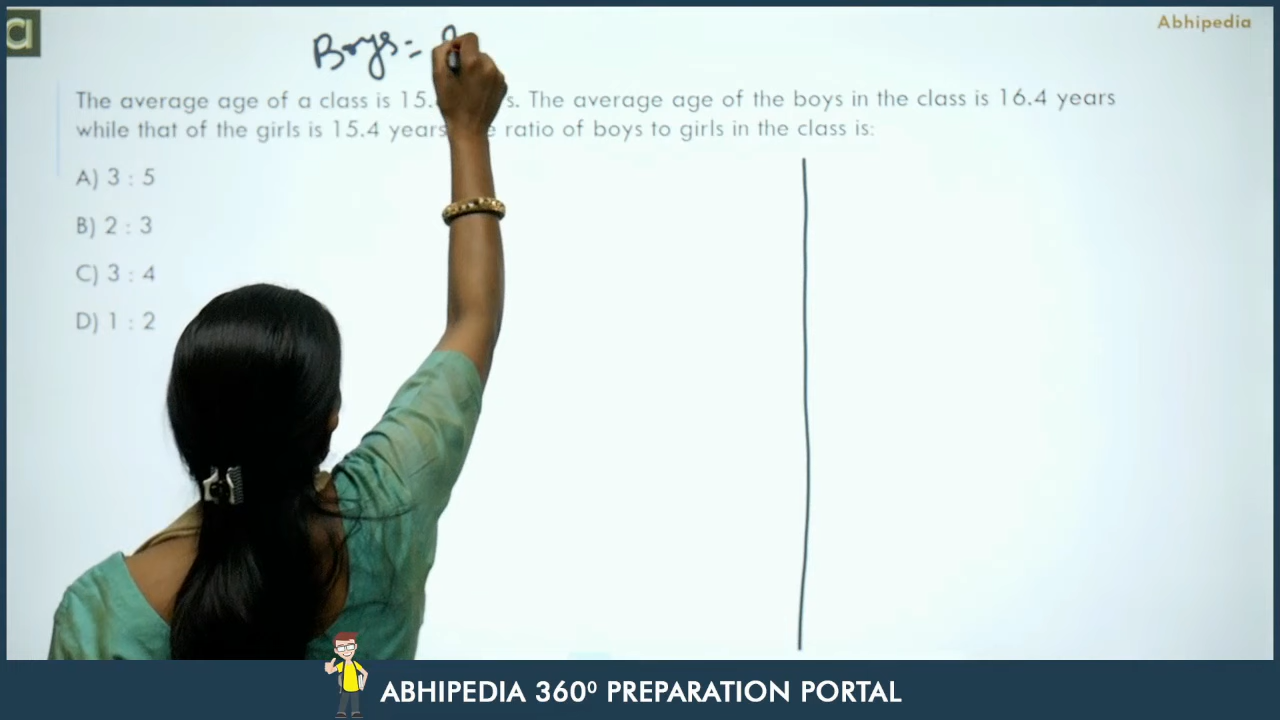 a
Abhipedia
Boys =
The average age of a class is 15. s. The average age of the boys in the class is 16.4 years
while that of the girls is 15.4 years ratio of boys to girls in the class is:
A) 3 : 5
B) 2 : 3
C) 3 : 4
D) 1 : 2
ABHIPEDIA 360⁰ PREPARATION PORTAL